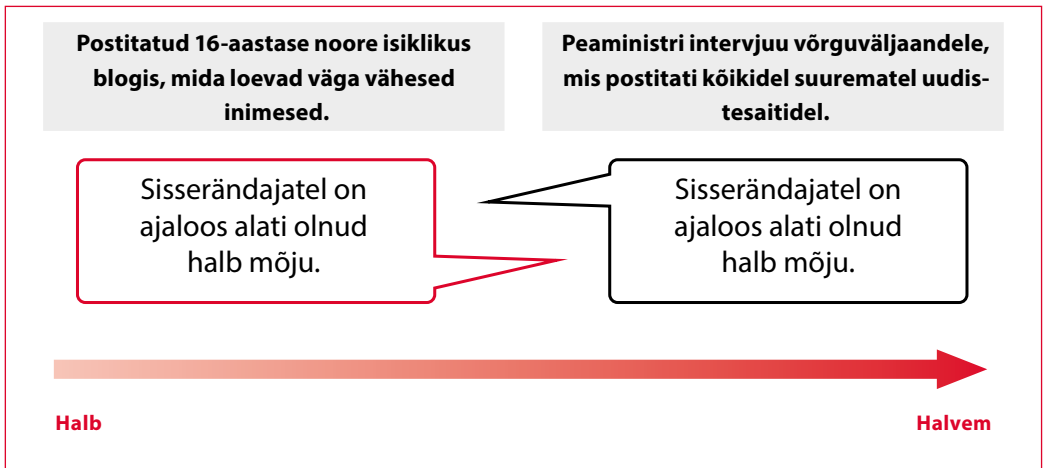 Postitatud 16-aastase noore isiklikus
blogis, mida loevad väga vähesed
inimesed.
Peaministri intervjuu võrguväljaandele,
mis postitati kõikidel suurematel uudis-
tesaitidel.
Sisserändajatel on
ajaloos alati olnud
halb mõju.
Sisserändajatel on
ajaloos alati olnud
halb mõju.
Halb
Halvem